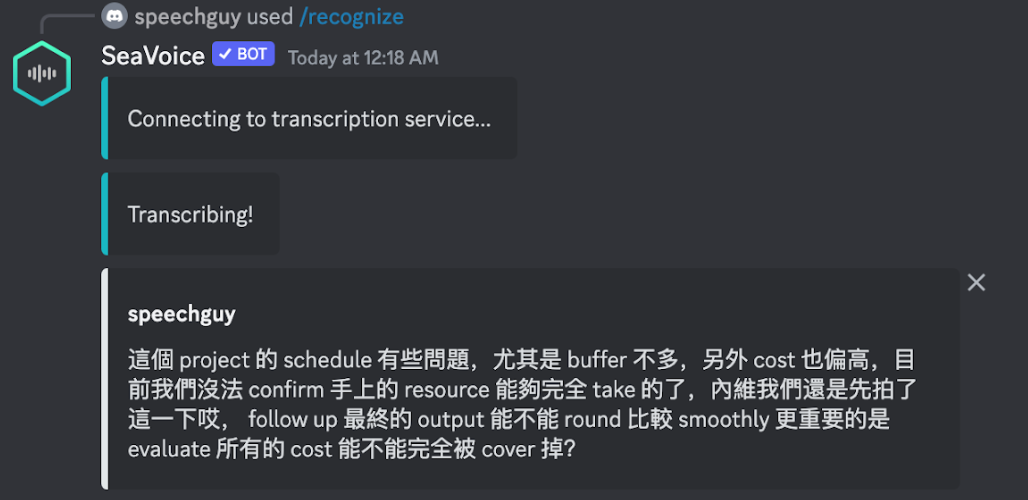 speechguy used /recognize
SeaVoice ✓ BOT Today at 12:18 AM
Connecting to transcription service...
Transcribing!
speechguy
這個 project 的 schedule 有些問題，尤其是 buffer 不多，另外 cost 也偏高，目
前我們沒法 confirm 手上的 resource 能夠完全 take 的了，內維我們還是先拍了
這一下哎， follow up 最終的 output 能不能 round 比較 smoothly 更重要的是
evaluate 所有的 cost 能不能完全被 cover 掉？